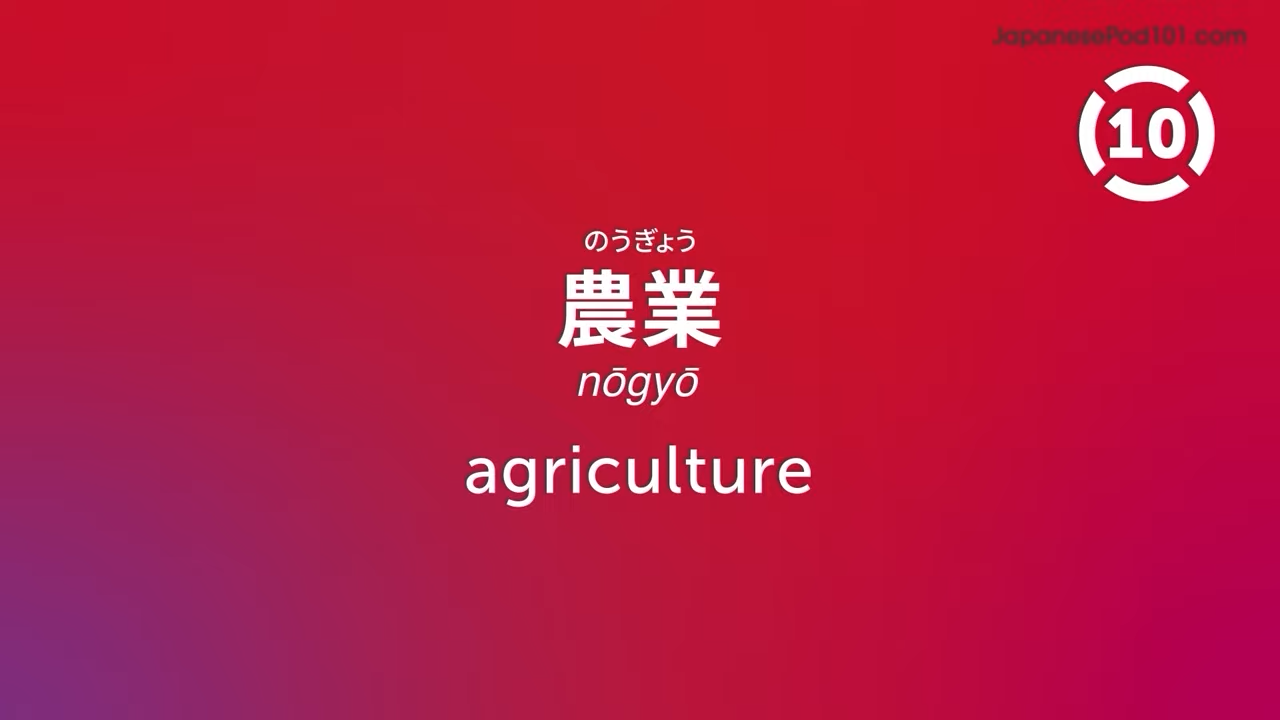 JapanesePod101.com
10
のうぎょう
農業
nōgyō
agriculture